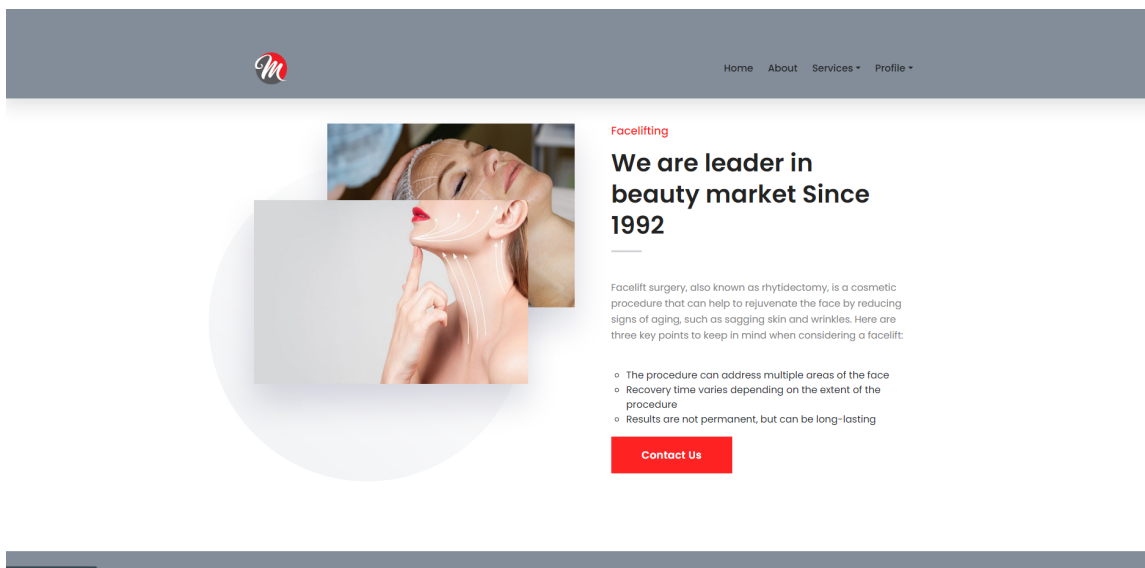 M
Home About Services Profile
Facelifting
We are leader in
beauty market Since
1992
Facelift surgery, also known as rhytidectomy, is a cosmetic
procedure that can help to rejuvenate the face by reducing
signs of aging, such as sagging skin and wrinkles. Here are
three key points to keep in mind when considering a facelift:
The procedure can address multiple areas of the face
Recovery time varies depending on the extent of the
procedure
Results are not permanent, but can be long-lasting
Contact Us